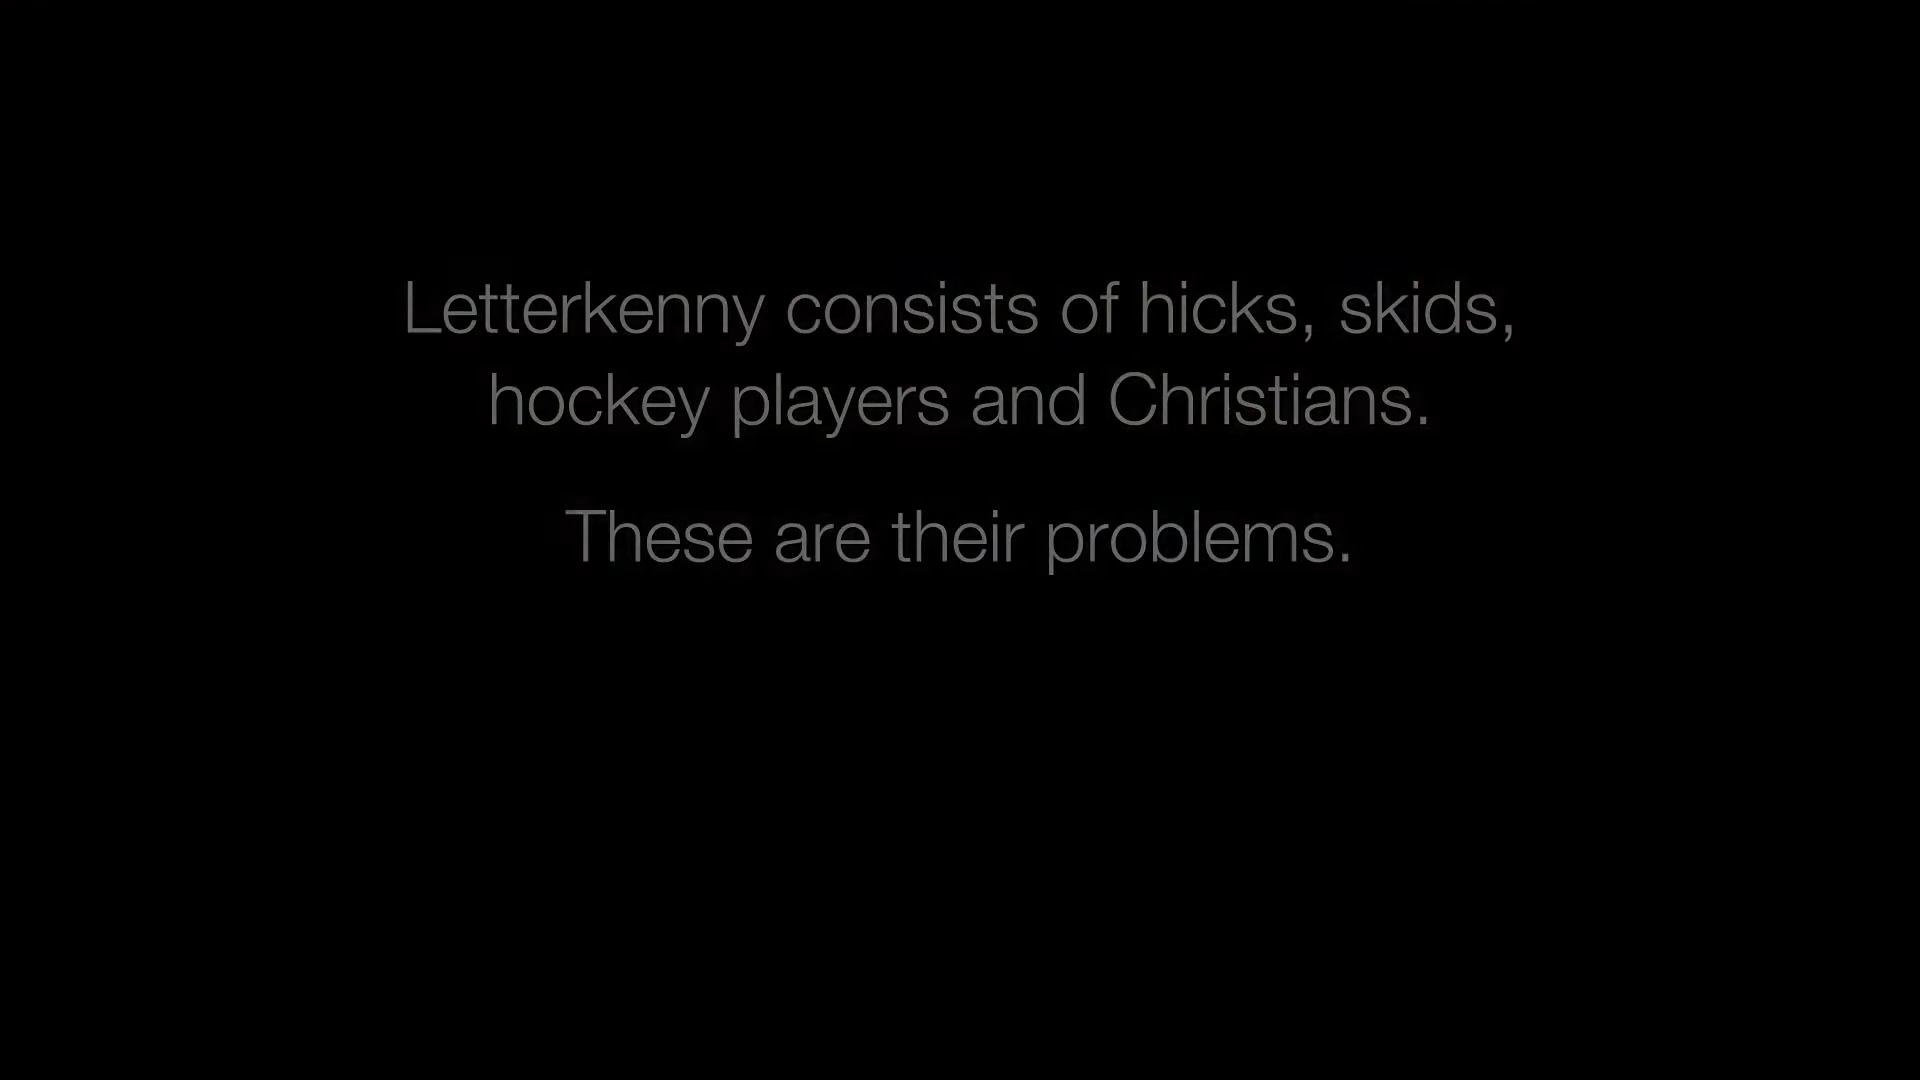 Letterkenny consists of hicks, skids,
hockey players and Christians.
These are their problems.